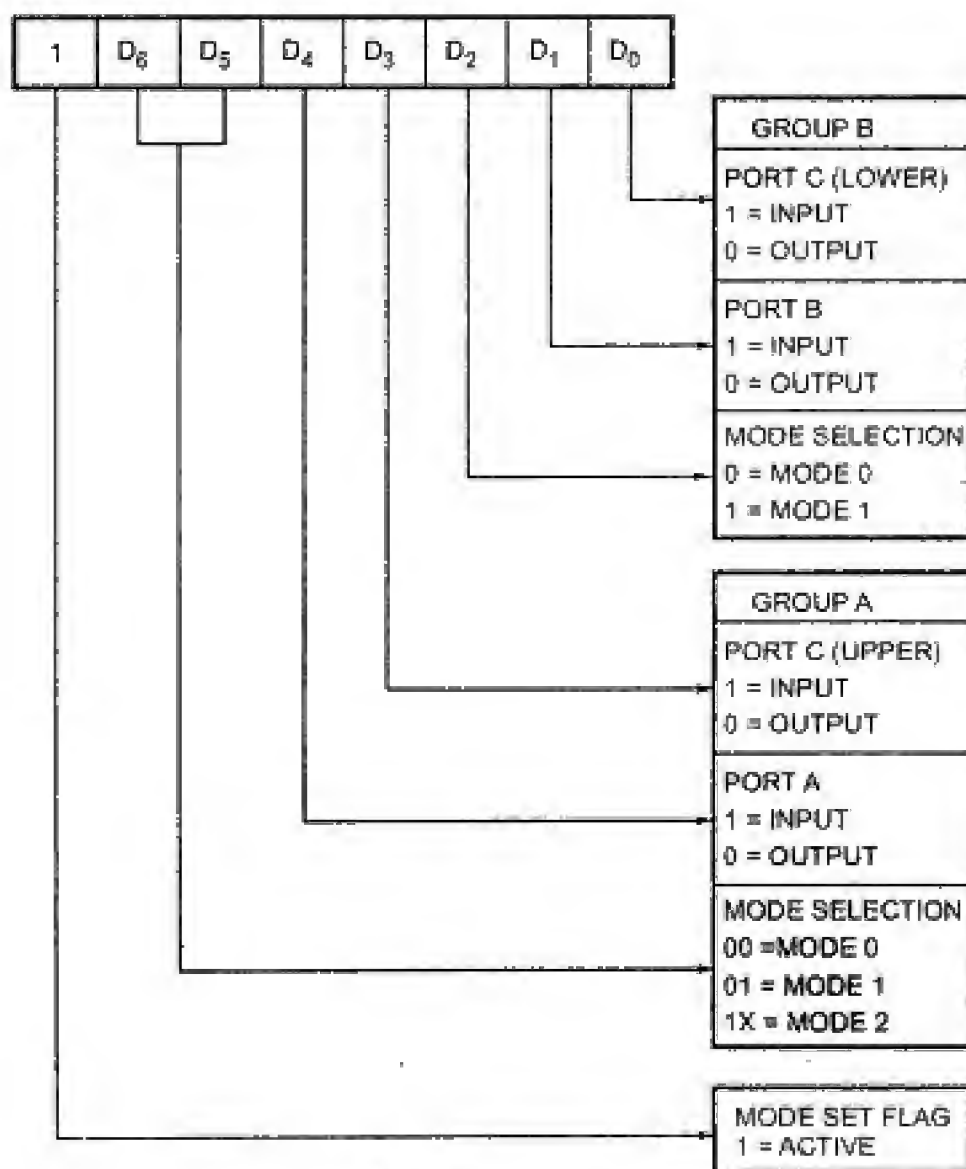 1 D6 D5 D4 D3 D2 D1 D0
GROUP B
PORT C (LOWER)
1 = INPUT
0 = OUTPUT
PORT B
1 = INPUT
0 = OUTPUT
MODE SELECTION
0 = MODE 0
1 = MODE 1
GROUP A
PORT C (UPPER)
1 = INPUT
0 = OUTPUT
PORT A
1 = INPUT
0 = OUTPUT
MODE SELECTION
00 =MODE 0
01 = MODE 1
1X = MODE 2
MODE SET FLAG
1 = ACTIVE